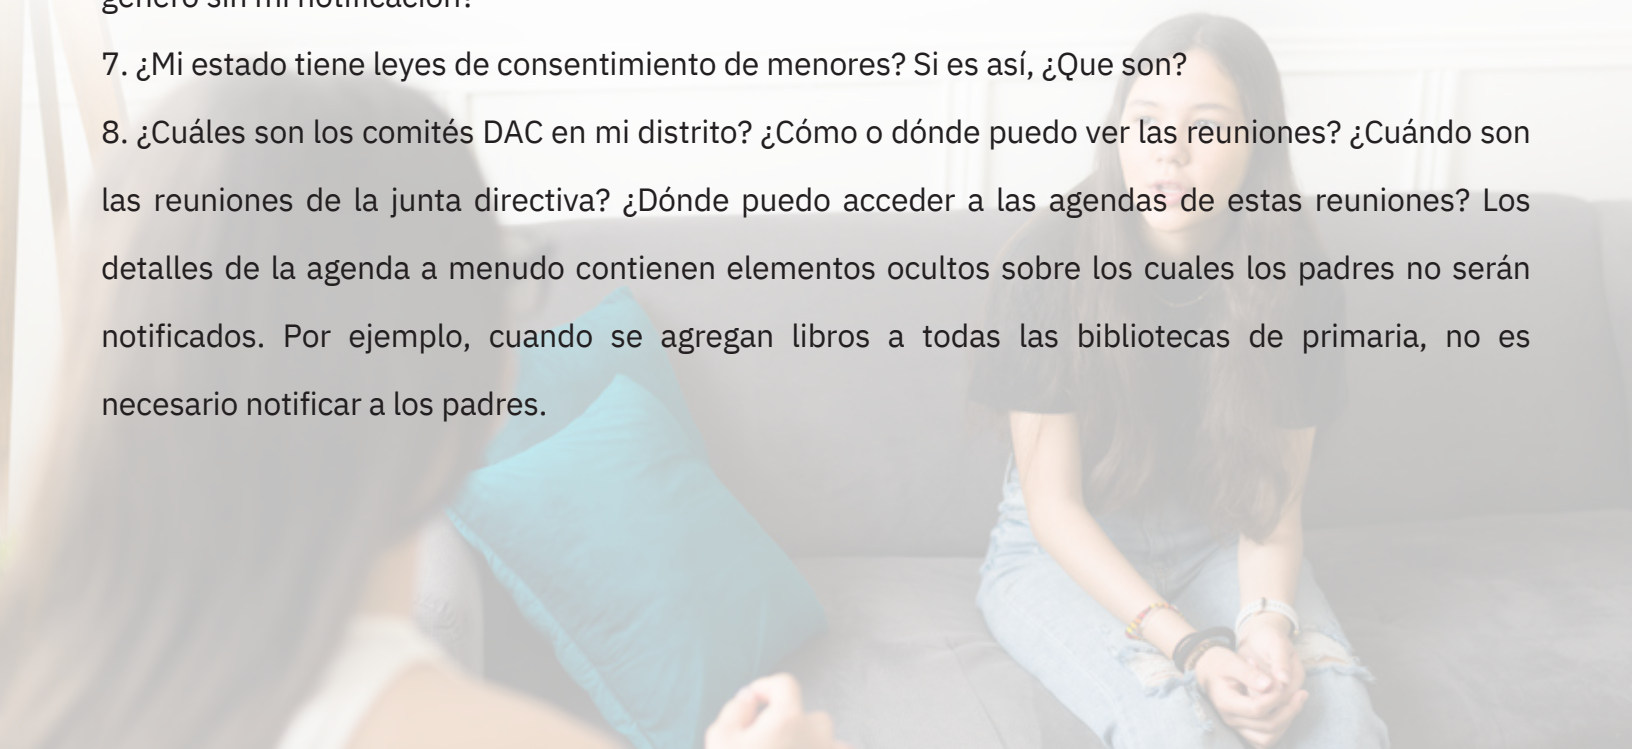 género sin mi notificación?
7. ¿Mi estado tiene leyes de consentimiento de menores? Si es así, ¿Que son?
8. ¿Cuáles son los comités DAC en mi distrito? ¿Cómo o dónde puedo ver las reuniones? ¿Cuándo son
las reuniones de la junta directiva? ¿Dónde puedo acceder a las agendas de estas reuniones? Los
detalles de la agenda a menudo contienen elementos ocultos sobre los cuales los padres no serán
notificados. Por ejemplo, cuando se agregan libros a todas las bibliotecas de primaria, no es
necesario notificar a los padres.